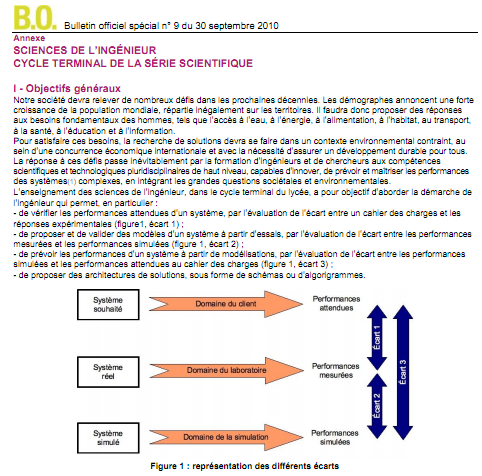 B.O. Bulletin officiel spécial n° 9 du 30 septembre 2010
Annexe
SCIENCES DE L'INGÉNIEUR
CYCLE TERMINAL DE LA SÉRIE SCIENTIFIQUE
I - Objectifs généraux
Notre société devra relever de nombreux défis dans les prochaines décennies. Les démographes annoncent une forte
croissance de la population mondiale, répartie inégalement sur les territoires. Il faudra donc proposer des réponses
aux besoins fondamentaux des hommes, tels que l'accès à l'eau, à l'énergie, à l'alimentation, à l'habitat, au transport,
à la santé, à l'éducation et à l'information.
Pour satisfaire ces besoins, la recherche de solutions devra se faire dans un contexte environnemental contraint, au
sein d'une concurrence économique internationale et avec la nécessité d'assurer un développement durable pour tous.
La réponse à ces défis passe inévitablement par la formation d'ingénieurs et de chercheurs aux compétences
scientifiques et technologiques pluridisciplinaires de haut niveau, capables d'innover, de prévoir et maîtriser les performances
des systèmes(1) complexes, en intégrant les grandes questions sociétales et environnementales.
L'enseignement des sciences de l'ingénieur, dans le cycle terminal du lycée, a pour objectif d'aborder la démarche de
l'ingénieur qui permet, en particulier :
- de vérifier les performances attendues d'un système, par l'évaluation de l'écart entre un cahier des charges et les
réponses expérimentales (figure1, écart 1) ;
- de proposer et de valider des modèles d'un système à partir d'essais, par l'évaluation de l'écart entre les performances
mesurées et les performances simulées (figure 1, écart 2) ;
- de prévoir les performances d'un système à partir de modélisations, par l'évaluation de l'écart entre les performances
simulées et les performances attendues au cahier des charges (figure 1, écart 3) ;
- de proposer des architectures de solutions, sous forme de schémas ou d'algorigrammes.
Système
souhaité
Domaine du client
Performances
attendues
Écart 1
Écart 3
Système
réel
Domaine du laboratoire
Performances
mesurées
Écart 2
Système
simulé
Domaine de la simulation
Performances
simulées
Figure 1 : représentation des différents écarts